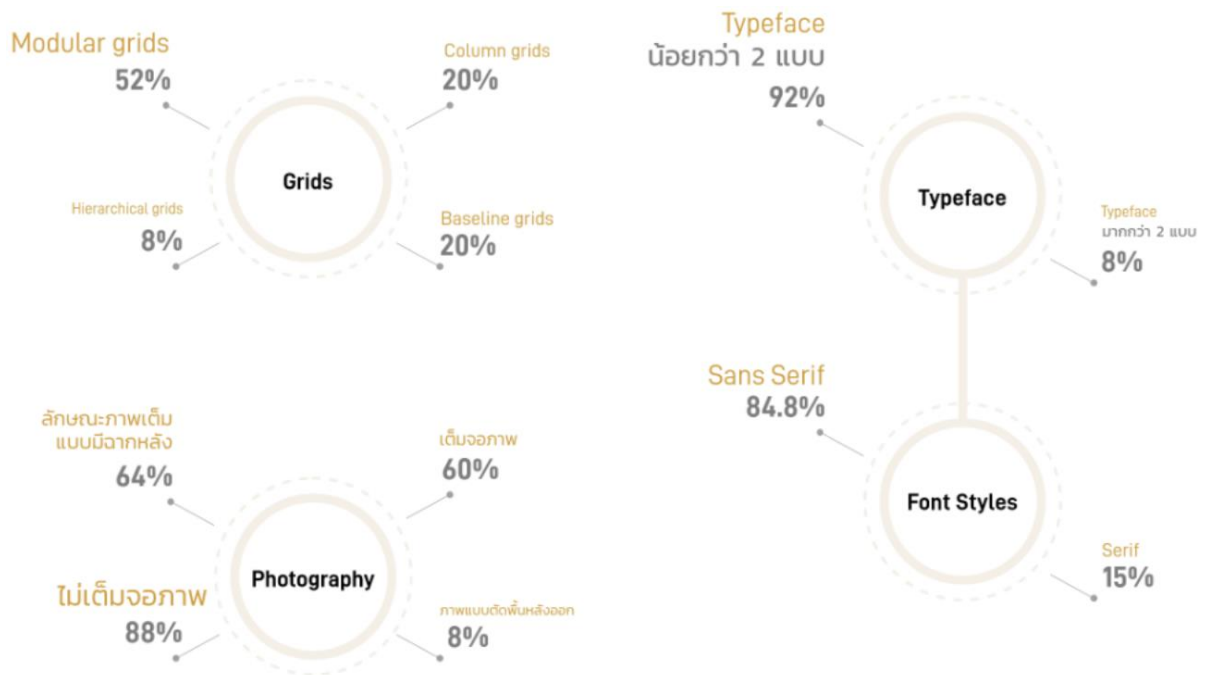 Modular grids
52%
Column grids
20%
Grids
Hierarchical grids
8%
Baseline grids
20%
Typeface
น้อยกว่า 2 แบบ
92%
Typeface
Typeface
มากกว่า 2 แบบ
8%
ลักษณะภาพเต็ม
แบบมีฉากหลัง
64%
เต็มจอภาพ
60%
Photography
ไม่เต็มจอภาพ
88%
ภาพแบบตัดพื้นหลังออก
8%
Sans Serif
84.8%
Font Styles
Serif
15%